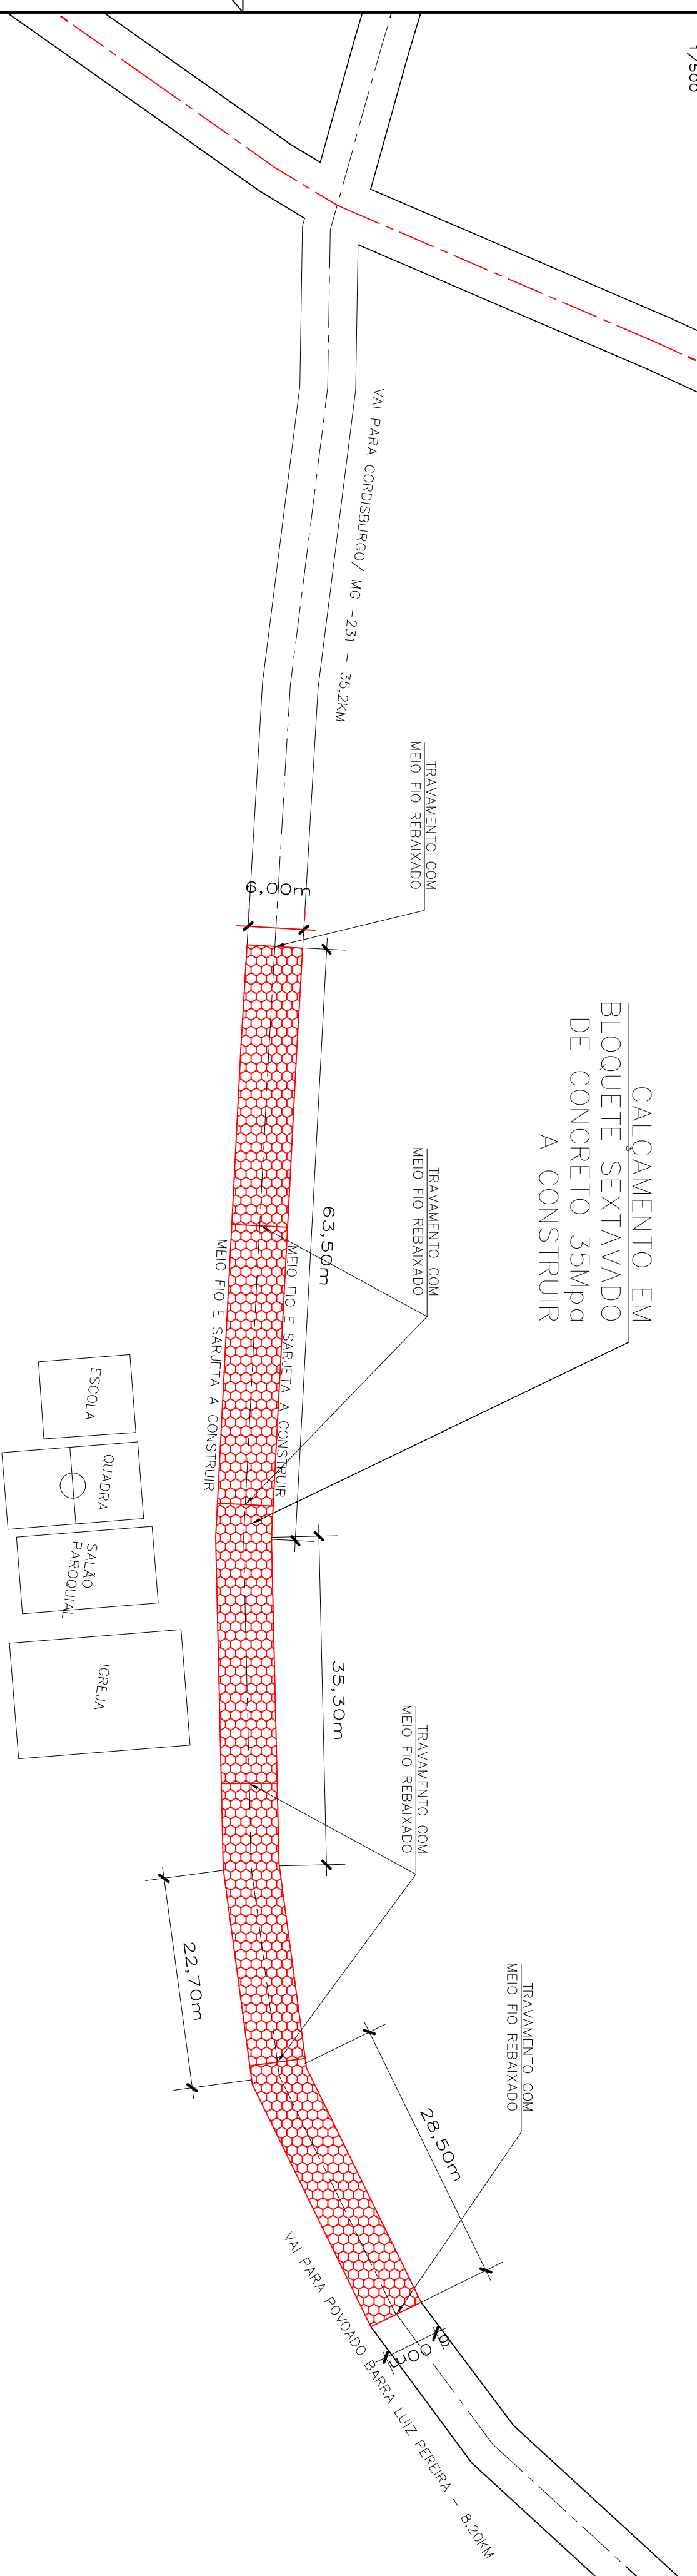 1/500
VAI PARA CORDISBURGO/ MG -231 - 35,2KM
TRAVAMENTO COM
MEIO FIO REBAIXADO
6,00m
CALÇAMENTO EM
BLOQUETE SEXTAVADO
DE CONCRETO 35Mpa
A CONSTRUIR
TRAVAMENTO COM
MEIO FIO REBAIXADO
63,50m
MEIO FIO E SARJETA A CONSTRUIR
MEIO FIO E SARJETA A CONSTRUIR
ESCOLA
QUADRA
SALÃO
PAROQUIAL
IGREJA
35,30m
TRAVAMENTO COM
MEIO FIO REBAIXADO
22,70m
TRAVAMENTO COM
MEIO FIO REBAIXADO
28,50m
VAI PARA POVOADO BARRA LUIZ PEREIRA - 8,20KM